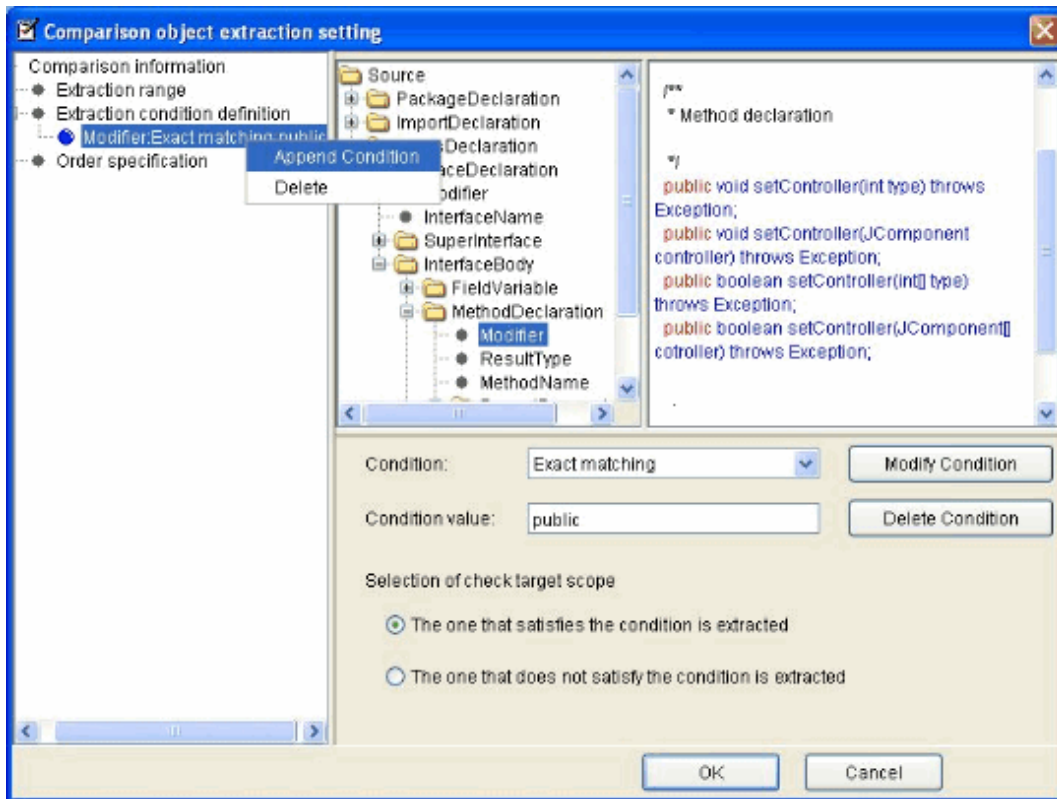 Comparison object extraction setting
Comparison information
Extraction range
Extraction condition definition
Modifier:Exact matching-public
Order specification
Append Condition
Delete
Source
PackageDeclaration
ImportDeclaration
sDeclaration
aceDeclaration
odifier
InterfaceName
SuperInterface
InterfaceBody
FieldVariable
MethodDeclaration
Modifier
ResultType
MethodName
/**
* Method declaration
*/
public void setController(int type) throws
Exception;
public void setController(JComponent
controller) throws Exception;
public boolean setController(int[] type)
throws Exception;
public boolean setController(JComponent[]
cotroller) throws Exception;
Condition:
Exact matching
Modify Condition
Condition value:
public
Delete Condition
Selection of check target scope
The one that satisfies the condition is extracted
The one that does not satisfy the condition is extracted
OK
Cancel